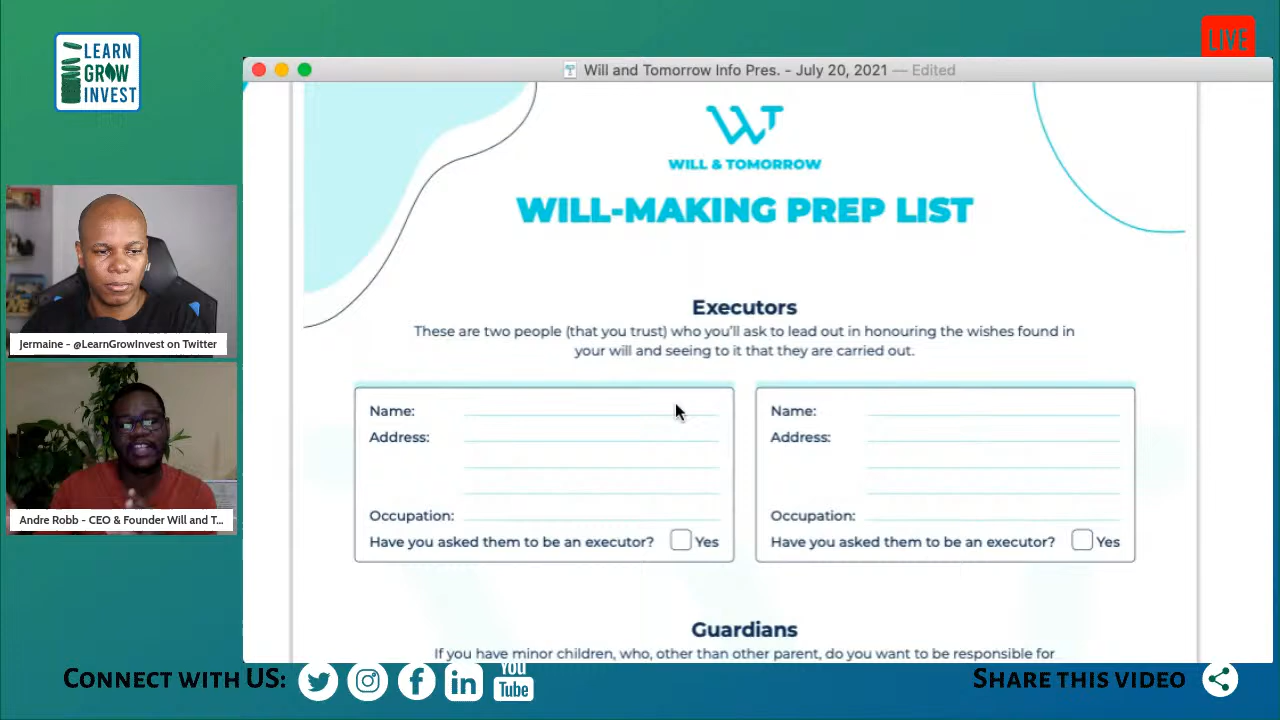 LEARN
GROW
INVEST
LIVE
Will and Tomorrow Info Pres. - July 20, 2021 — Edited
WT
WILL & TOMORROW
WILL-MAKING PREP LIST
Executors
These are two people (that you trust) who you'll ask to lead out in honouring the wishes found in
your will and seeing to it that they are carried out.
Name:
Address:
Occupation:
Have you asked them to be an executor? Yes
Name:
Address:
Occupation:
Have you asked them to be an executor? Yes
Guardians
If you have minor children, who, other than other parent, do you want to be responsible for
Jermaine - @LearnGrowInvest on Twitter
Andre Robb - CEO & Founder Will and T...
CONNECT WITH US:
in
You
Tube
SHARE THIS VIDEO